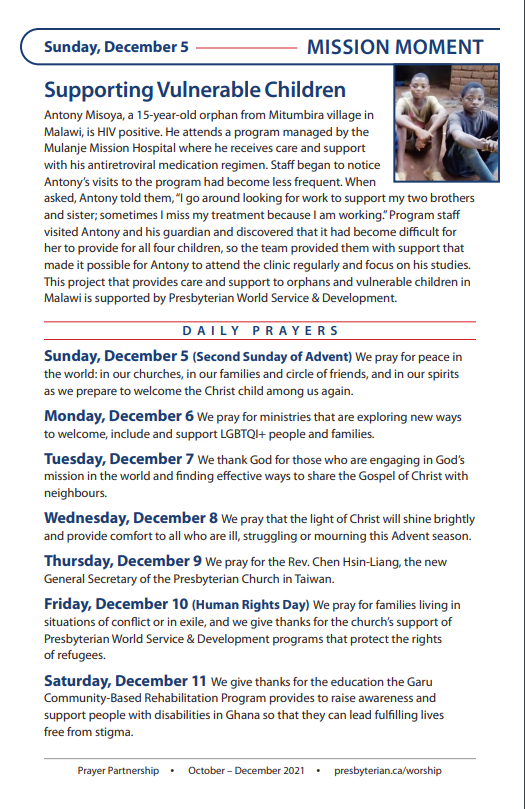 Sunday, December 5
MISSION MOMENT
Supporting Vulnerable Children
Antony Misoya, a 15-year-old orphan from Mitumbira village in
Malawi, is HIV positive. He attends a program managed by the
Mulanje Mission Hospital where he receives care and support
with his antiretroviral medication regimen. Staff began to notice
Antony’s visits to the program had become less frequent. When
asked, Antony told them, “I go around looking for work to support my two brothers
and sister; sometimes I miss my treatment because I am working.” Program staff
visited Antony and his guardian and discovered that it had become difficult for
her to provide for all four children, so the team provided them with support that
made it possible for Antony to attend the clinic regularly and focus on his studies.
This project that provides care and support to orphans and vulnerable children in
Malawi is supported by Presbyterian World Service & Development.
DAILY PRAYERS
Sunday, December 5 (Second Sunday of Advent) We pray for peace in
the world: in our churches, in our families and circle of friends, and in our spirits
as we prepare to welcome the Christ child among us again.
Monday, December 6 We pray for ministries that are exploring new ways
to welcome, include and support LGBTQI+ people and families.
Tuesday, December 7 We thank God for those who are engaging in God’s
mission in the world and finding effective ways to share the Gospel of Christ with
neighbours.
Wednesday, December 8 We pray that the light of Christ will shine brightly
and provide comfort to all who are ill, struggling or mourning this Advent season.
Thursday, December 9 We pray for the Rev. Chen Hsin-Liang, the new
General Secretary of the Presbyterian Church in Taiwan.
Friday, December 10 (Human Rights Day) We pray for families living in
situations of conflict or in exile, and we give thanks for the church’s support of
Presbyterian World Service & Development programs that protect the rights
of refugees.
Saturday, December 11 We give thanks for the education the Garu
Community-Based Rehabilitation Program provides to raise awareness and
support people with disabilities in Ghana so that they can lead fulfilling lives
free from stigma.
Prayer Partnership • October – December 2021 • presbyterian.ca/worship